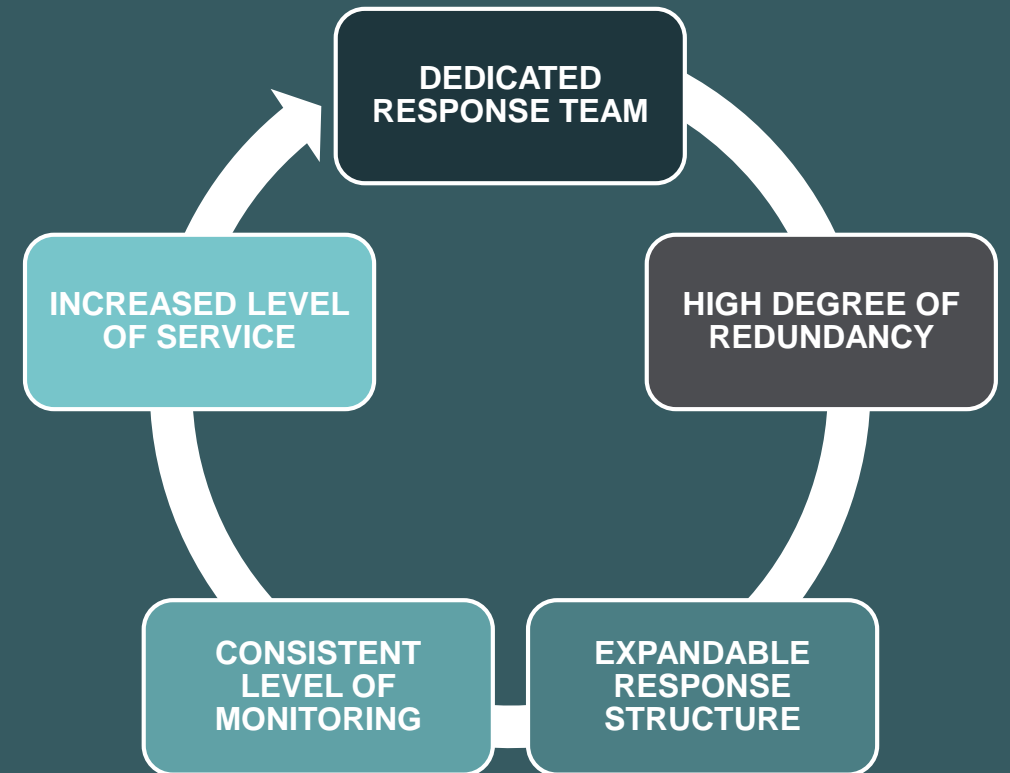 DEDICATED
RESPONSE TEAM
HIGH DEGREE OF
REDUNDANCY
EXPANDABLE
RESPONSE
STRUCTURE
CONSISTENT
LEVEL OF
MONITORING
INCREASED LEVEL
OF SERVICE